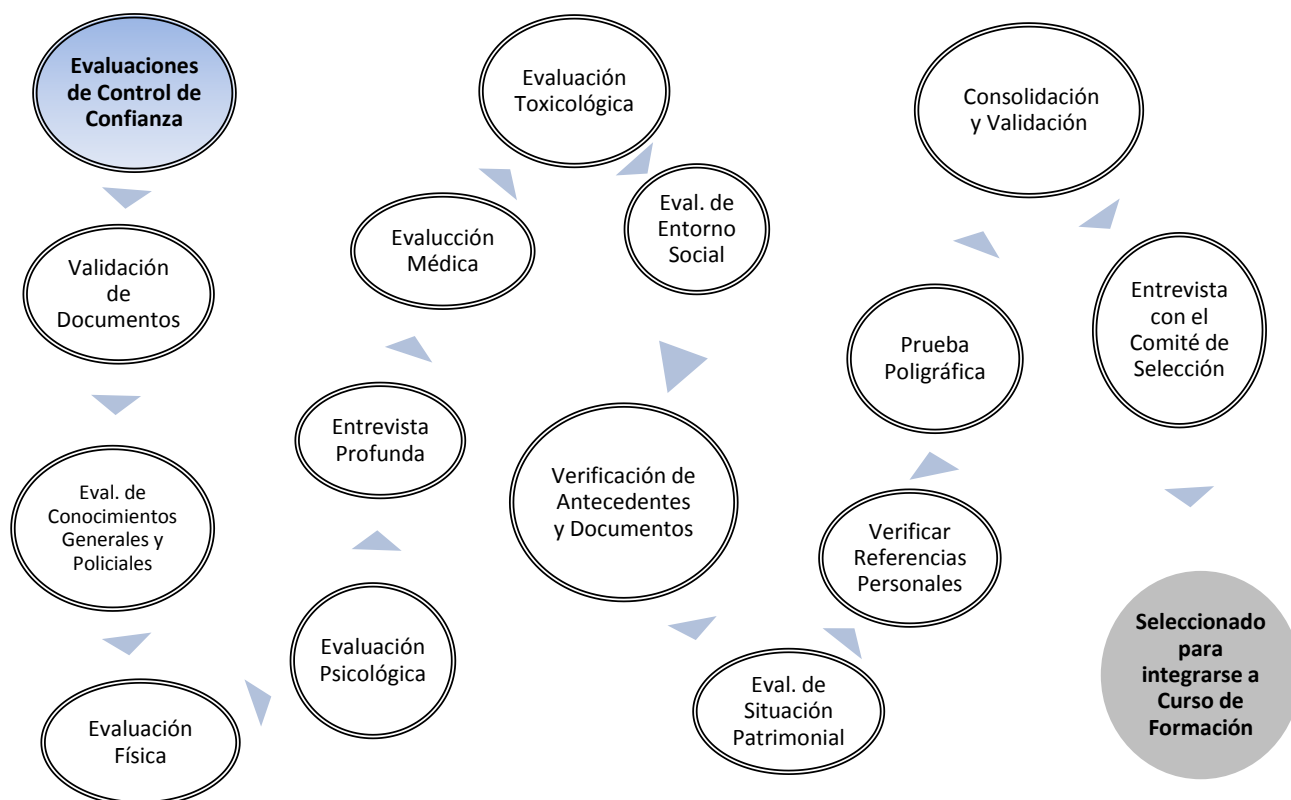 Evaluaciones
de Control de
Confianza
Validación
de
Documentos
Eval. de
Conocimientos
Generales y
Policiales
Evaluación
Física
Evaluación
Psicológica
Entrevista
Profunda
Evalucción
Médica
Evaluación
Toxicológica
Eval. de
Entorno
Social
Verificación de
Antecedentes
y Documentos
Eval. de
Situación
Patrimonial
Verificar
Referencias
Personales
Prueba
Poligráfica
Consolidación
y Validación
Entrevista
con el
Comité de
Selección
Seleccionado
para
integrarse a
Curso de
Formación